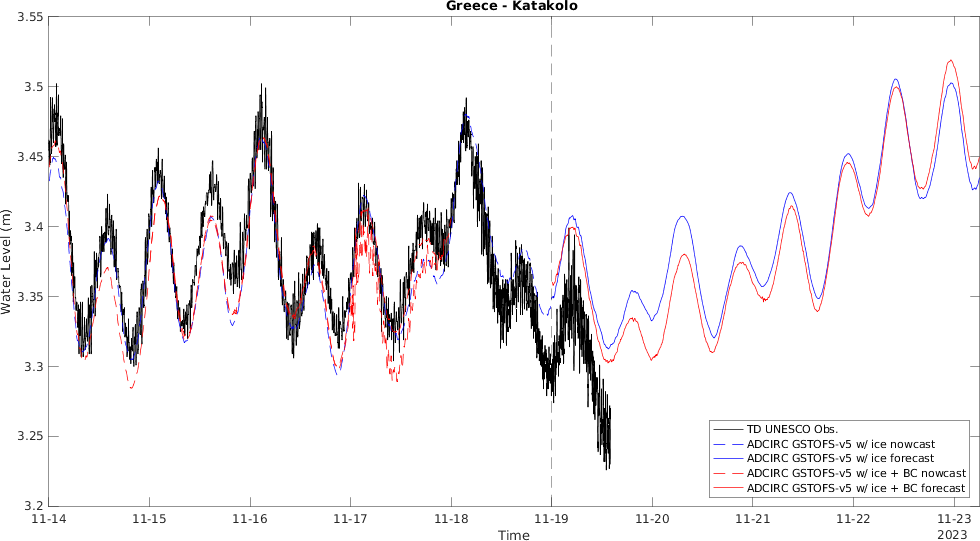 Greece - Katakolo
3.55
3.5
3.45
3.4
3.35
3.3
3.25
3.2
Water Level (m)
11-14 11-15 11-16 11-17 11-18 11-19 11-20 11-21 11-22 11-23
Time
2023
TD UNESCO Obs.
ADCIRC GSTOFS-v5 w/ ice nowcast
ADCIRC GSTOFS-v5 w/ ice forecast
ADCIRC GSTOFS-v5 w/ ice + BC nowcast
ADCIRC GSTOFS-v5 w/ ice + BC forecast